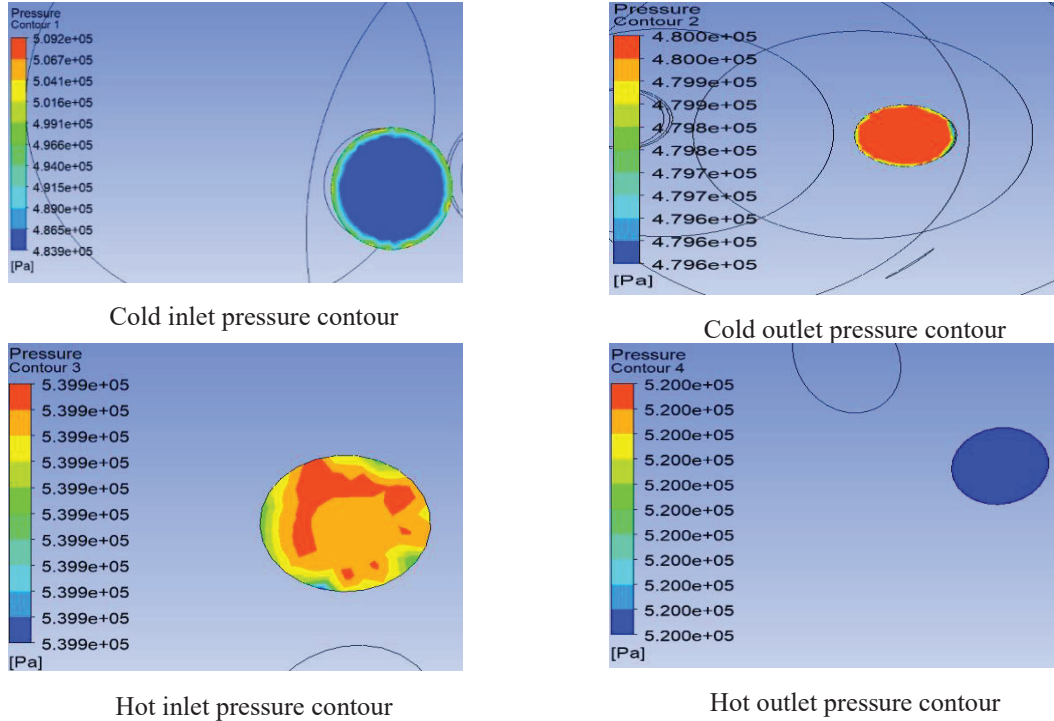 Pressure
Contour 1
5.092e+05
5.067e+05
5.041e+05
5.016e+05
4.991e+05
4.966e+05
4.940e+05
4.915e+05
4.890e+05
4.865e+05
4.839e+05
[Pa]
Cold inlet pressure contour
Pressure
Contour 2
4.800e+05
4.800e+05
4.799e+05
4.799e+05
4.798e+05
4.798e+05
4.797e+05
4.797e+05
4.796e+05
4.796e+05
4.796e+05
[Pa]
Cold outlet pressure contour
Pressure
Contour 3
5.399e+05
5.399e+05
5.399e+05
5.399e+05
5.399e+05
5.399e+05
5.399e+05
5.399e+05
5.399e+05
5.399e+05
5.399e+05
[Pa]
Hot inlet pressure contour
Pressure
Contour 4
5.200e+05
5.200e+05
5.200e+05
5.200e+05
5.200e+05
5.200e+05
5.200e+05
5.200e+05
5.200e+05
5.200e+05
5.200e+05
[Pa]
Hot outlet pressure contour